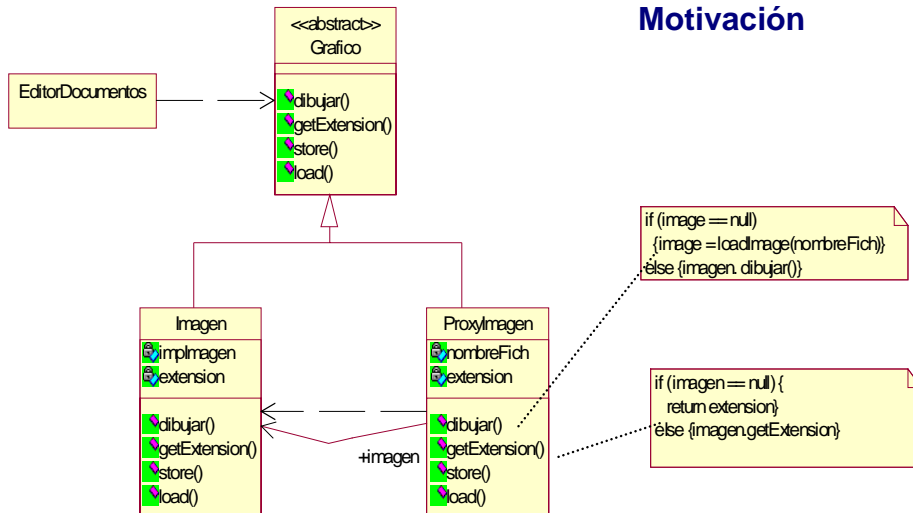 Motivación
<<abstract>>
Grafico
dibujar()
getExtension()
store()
load()
EditorDocumentos
if (image == null)
{image = loadImage(nombreFich)}
else {imagen. dibujar()}
Imagen
impImagen
extension
dibujar()
getExtension()
store()
load()
+imagen
ProxyImagen
nombreFich
extension
dibujar()
getExtension()
store()
load()
if (imagen == null) {
return extension}
else {imagen.getExtension}